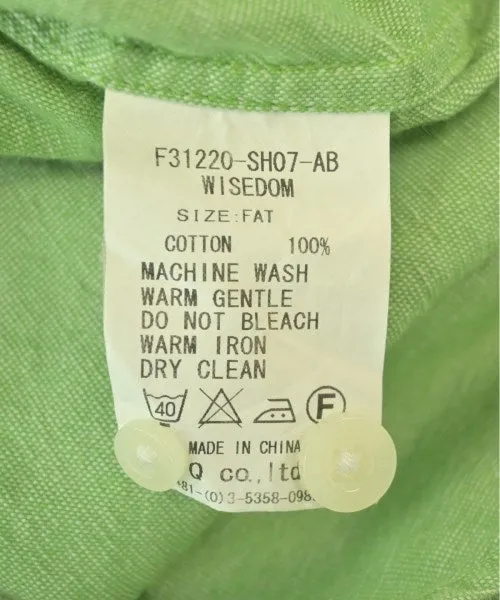 F31220-SH07-AB
WISEDOM
SIZE:FAT
COTTON 100%
MACHINE WASH
WARM GENTLE
DO NOT BLEACH
WARM IRON
DRY CLEAN
40 F
MADE IN CHINA
Q co.,ltd
81-(0)3-5358-098